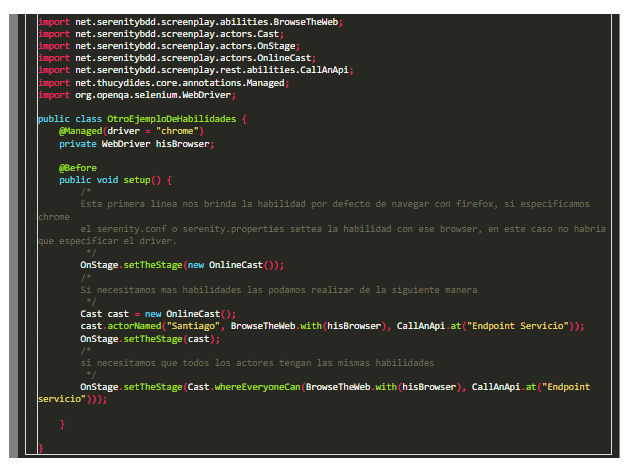 import net.serenitybdd.screenplay.abilities.BrowseTheWeb;
import net.serenitybdd.screenplay.actors.Cast;
import net.serenitybdd.screenplay.actors.OnStage;
import net.serenitybdd.screenplay.actors.OnlineCast;
import net.serenitybdd.screenplay.rest.abilities.CallAnApi;
import net.thucydides.core.annotations.Managed;
import org.openqa.selenium.WebDriver;

public class OtroEjemploDeHabilidades {
    @Managed(driver = "chrome")
    private WebDriver hisBrowser;

    @Before
    public void setup() {
        /*
        Esta primera linea nos brinda la habilidad por defecto de navegar con firefox, si especificamos
chrome
        el serenity.conf o serenity.properties settea la habilidad con ese browser, en este caso no habria
que especificar el driver.
         */
        OnStage.setTheStage(new OnlineCast());
        /*
        Si necesitamos mas habilidades las podamos realizar de la siguiente manera
         */
        Cast cast = new OnlineCast();
        cast.actorNamed("Santiago", BrowseTheWeb.with(hisBrowser), CallAnApi.at("Endpoint Servicio"));
        OnStage.setTheStage(cast);
        /*
        si necesitamos que todos los actores tengan las mismas habilidades
         */
        OnStage.setTheStage(Cast.whereEveryoneCan(BrowseTheWeb.with(hisBrowser), CallAnApi.at("Endpoint
servicio")));

    }

}